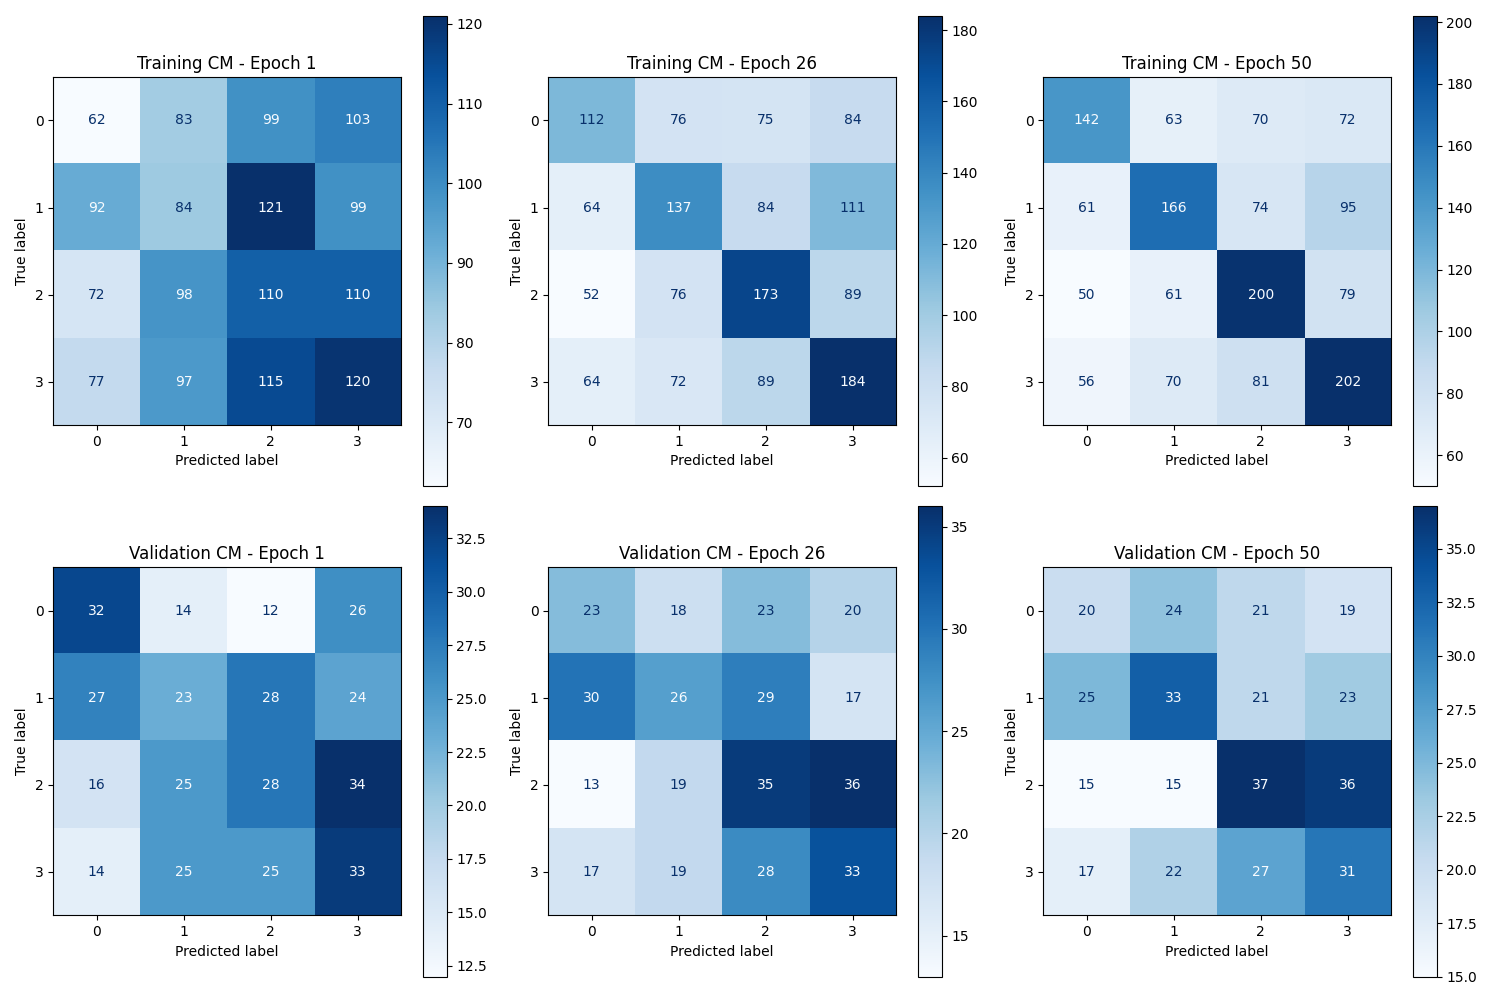 Training CM - Epoch 1
0 62 83 99 103
1 92 84 121 99
2 72 98 110 110
3 77 97 115 120
0 1 2 3
Predicted label
True label
120
110
100
90
80
70
Training CM - Epoch 26
0 112 76 75 84
1 64 137 84 111
2 52 76 173 89
3 64 72 89 184
0 1 2 3
Predicted label
True label
180
160
140
120
100
80
60
Training CM - Epoch 50
0 142 63 70 72
1 61 166 74 95
2 50 61 200 79
3 56 70 81 202
0 1 2 3
Predicted label
True label
200
180
160
140
120
100
80
60
Validation CM - Epoch 1
0 32 14 12 26
1 27 23 28 24
2 16 25 28 34
3 14 25 25 33
0 1 2 3
Predicted label
True label
32.5
30.0
27.5
25.0
22.5
20.0
17.5
15.0
12.5
Validation CM - Epoch 26
0 23 18 23 20
1 30 26 29 17
2 13 19 35 36
3 17 19 28 33
0 1 2 3
Predicted label
True label
35
30
25
20
15
Validation CM - Epoch 50
0 20 24 21 19
1 25 33 21 23
2 15 15 37 36
3 17 22 27 31
0 1 2 3
Predicted label
True label
35.0
32.5
30.0
27.5
25.0
22.5
20.0
17.5
15.0